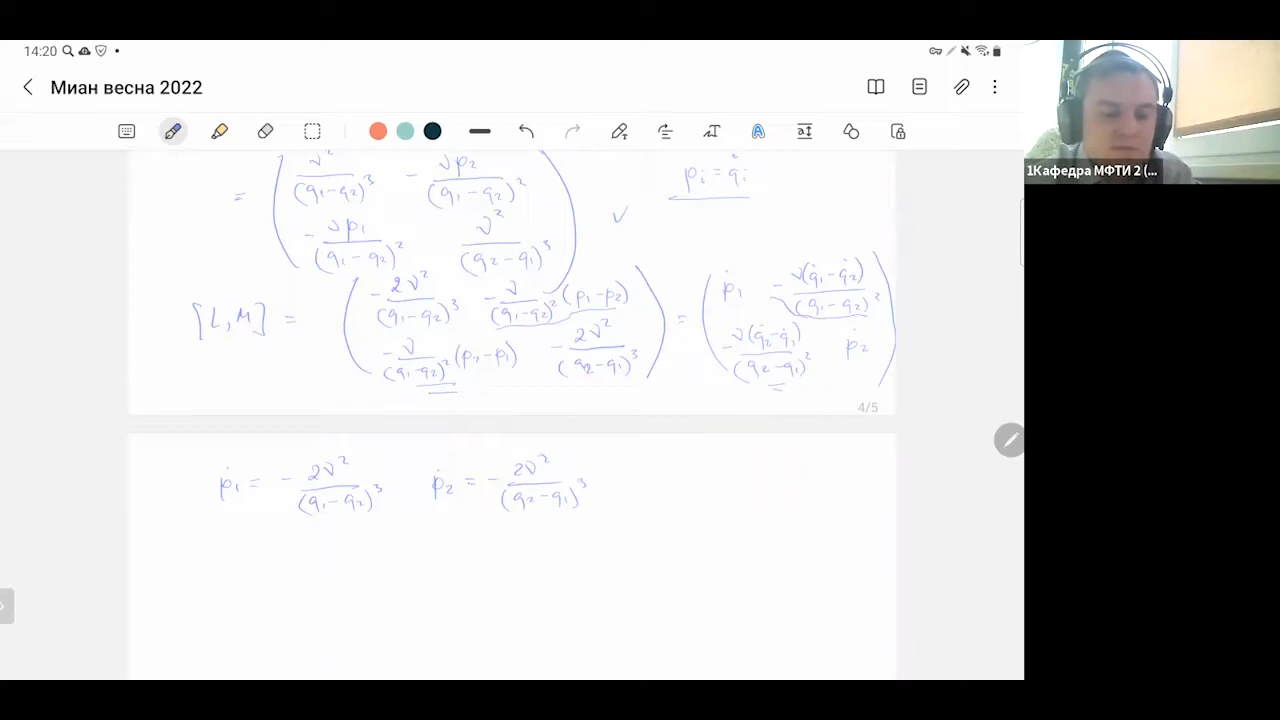 14:20
Миан весна 2022
1Кафедра МФТИ 2 (...
= ( ν² / (q₁-q₂)³   - νp₂ / (q₁-q₂)²
- νp₁ / (q₁-q₂)²   ν² / (q₂-q₁)³ ) ✓
pᵢ = q̇ᵢ
[L,M] = ( - 2ν² / (q₁-q₂)³   - ν / (q₁-q₂)² (p₁-p₂)
- ν / (q₁-q₂)² (p₂-p₁)   - 2ν² / (q₂-q₁)³ )
= ( ṗ₁   - ν(q̇₁-q̇₂) / (q₁-q₂)²
- ν(q̇₂-q̇₁) / (q₂-q₁)²   ṗ₂ )
4/5
ṗ₁ = - 2ν² / (q₁-q₂)³   ṗ₂ = - 2ν² / (q₂-q₁)³